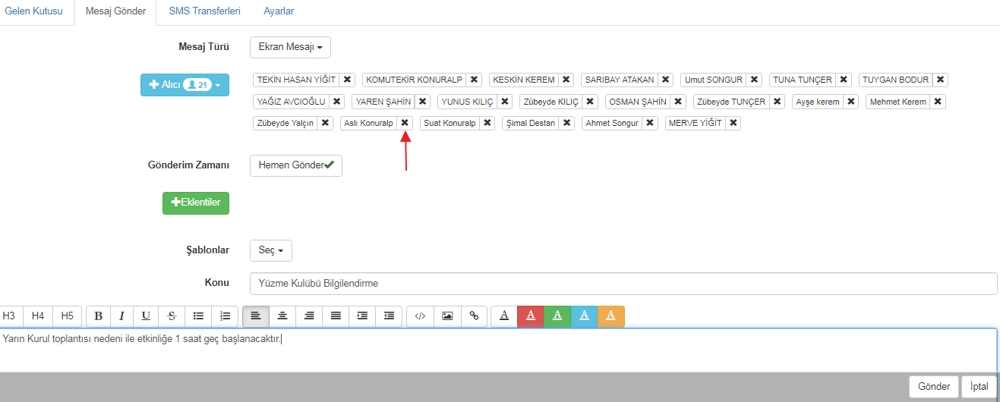 Gelen Kutusu Mesaj Gönder SMS Transferleri Ayarlar
Mesaj Türü Ekran Mesajı
Alıcı 21 TEKİN HASAN YİĞİT KOMUTEKİR KONURALP KESKİN KEREM SARIBAY ATAKAN Umut SONGUR TUNA TUNÇER TUYGAN BODUR
YAĞIZ AVCIOĞLU YAREN ŞAHİN YUNUS KILIÇ Zübeyde KILIÇ OSMAN ŞAHİN Zübeyde TUNÇER Ayşe kerem Mehmet Kerem
Zübeyde Yalçın Aslı Konuralp Suat Konuralp Şimal Destan Ahmet Songur MERVE YİĞİT
Gönderim Zamanı Hemen Gönder
Eklentiler
Şablonlar Seç
Konu Yüzme Kulübü Bilgilendirme
H3 H4 H5 B I U S </> A A A A A
Yarın Kurul toplantısı nedeni ile etkinliğe 1 saat geç başlanacaktır.
Gönder İptal